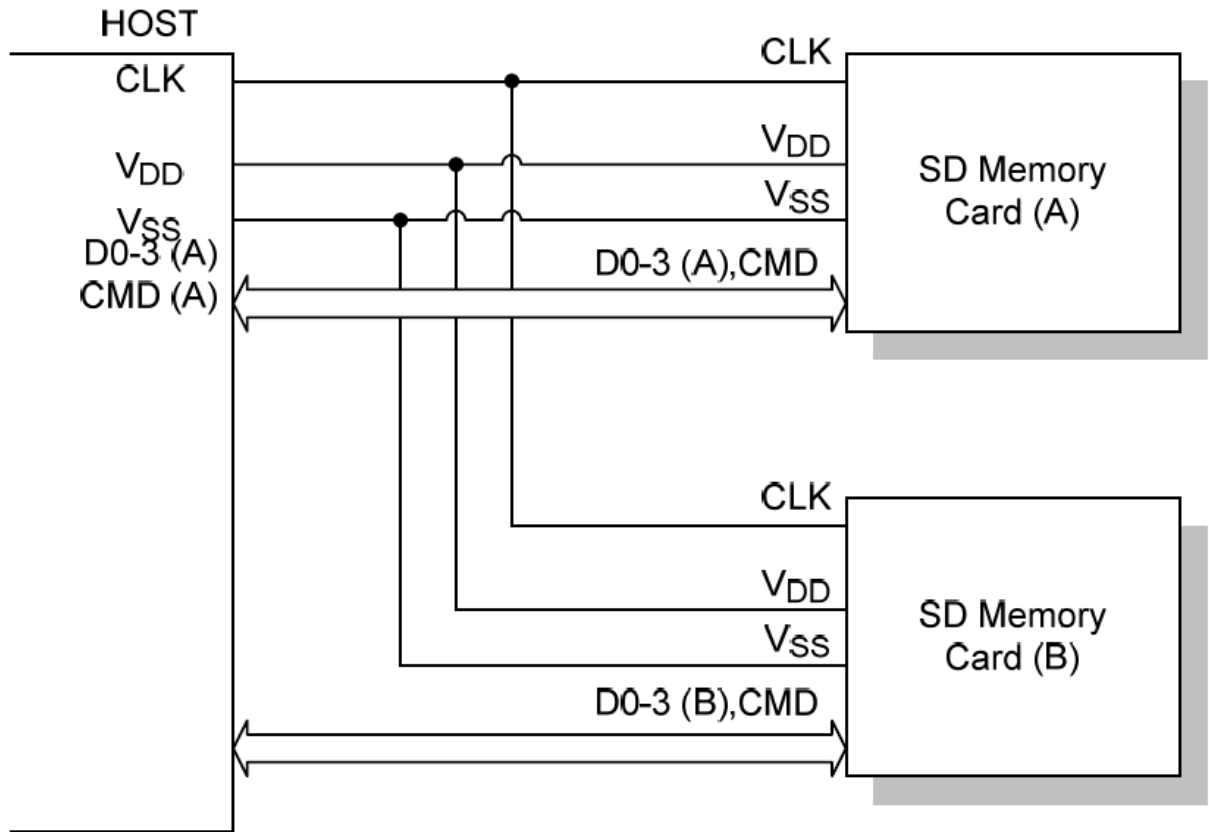 HOST
CLK
VDD
VSS
D0-3 (A)
CMD (A)
CLK
VDD
VSS
D0-3 (A),CMD
SD Memory
Card (A)
CLK
VDD
VSS
D0-3 (B),CMD
SD Memory
Card (B)